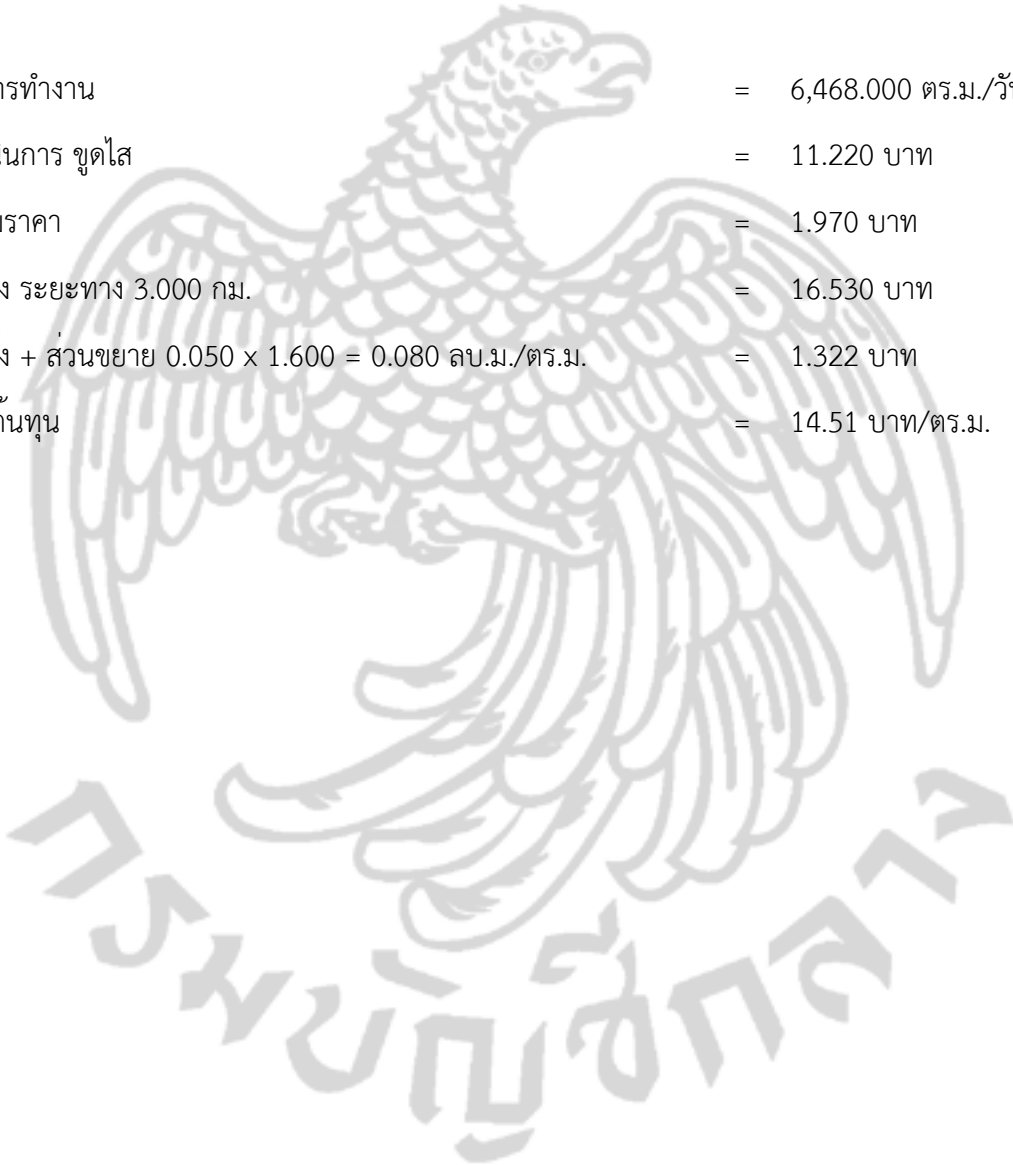 รทำงาน = 6,468.000 ตร.ม./วั
นการ ขูดไส = 11.220 บาท
ราคา = 1.970 บาท
ง ระยะทาง 3.000 กม. = 16.530 บาท
ง + ส่วนขยาย 0.050 x 1.600 = 0.080 ลบ.ม./ตร.ม. = 1.322 บาท
้นทุน = 14.51 บาท/ตร.ม.
กรมบัญชีกลาง